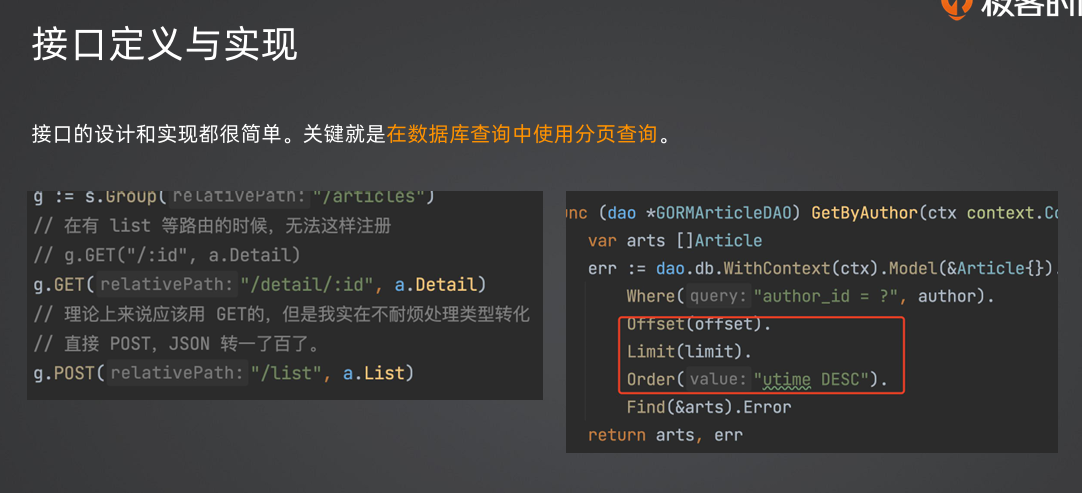 极客时
接口定义与实现
接口的设计和实现都很简单。关键就是在数据库查询中使用分页查询。
g := s.Group(relativePath: "/articles")
// 在有 list 等路由的时候，无法这样注册
// g.GET("/:id", a.Detail)
g.GET(relativePath: "/detail/:id", a.Detail)
// 理论上来说应该用 GET的，但是我实在不耐烦处理类型转化
// 直接 POST，JSON 转一了百了。
g.POST(relativePath: "/list", a.List)
unc (dao *GORMArticleDAO) GetByAuthor(ctx context.Co
var arts []Article
err := dao.db.WithContext(ctx).Model(&Article{}).
Where(query: "author_id = ?", author).
Offset(offset).
Limit(limit).
Order(value: "utime DESC").
Find(&arts).Error
return arts, err